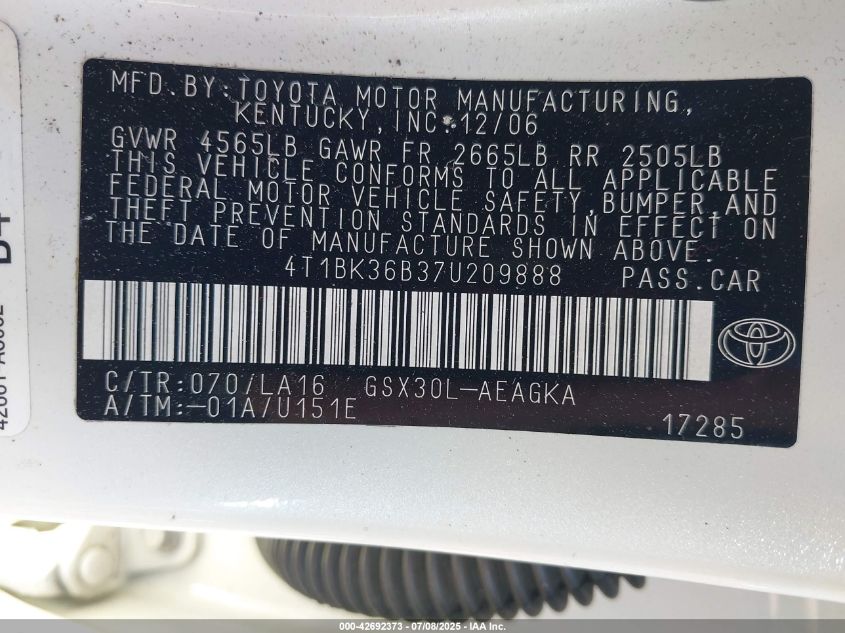 MFD. BY: TOYOTA MOTOR MANUFACTURING,
KENTUCKY, INC. 12/06
GVWR 4565LB GAWR FR 2665LB RR 2505LB
THIS VEHICLE CONFORMS TO ALL APPLICABLE
FEDERAL MOTOR VEHICLE SAFETY, BUMPER, AND
THEFT PREVENTION STANDARDS IN EFFECT ON
THE DATE OF MANUFACTURE SHOWN ABOVE.
4T1BK36B37U209888 PASS. CAR
C/TR: 070/LA16 GSX30L-AEAGKA
A/TM: -01A/U151E
17285
000-42692373 - 07/08/2025 - IAA Inc.